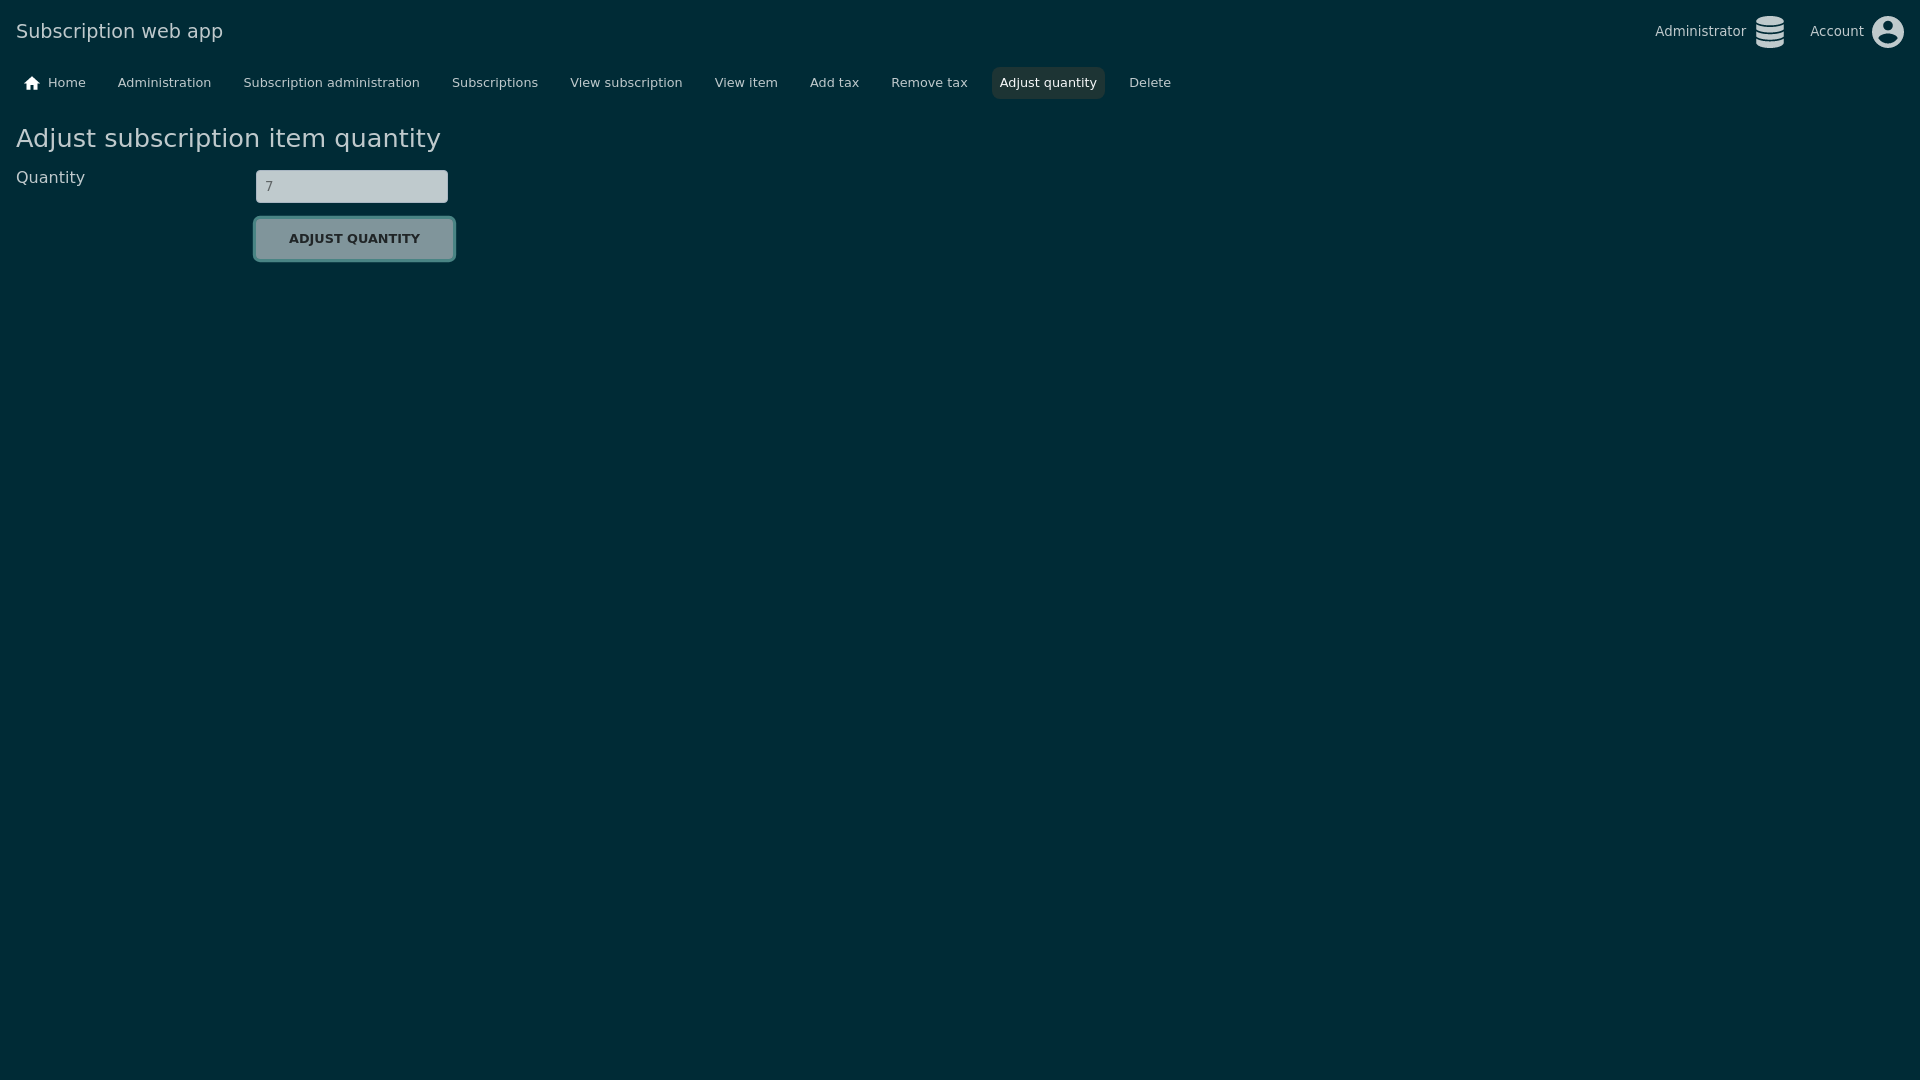 Subscription web app
Administrator
Account
Home
Administration
Subscription administration
Subscriptions
View subscription
View item
Add tax
Remove tax
Adjust quantity
Delete
Adjust subscription item quantity
Quantity
7
ADJUST QUANTITY